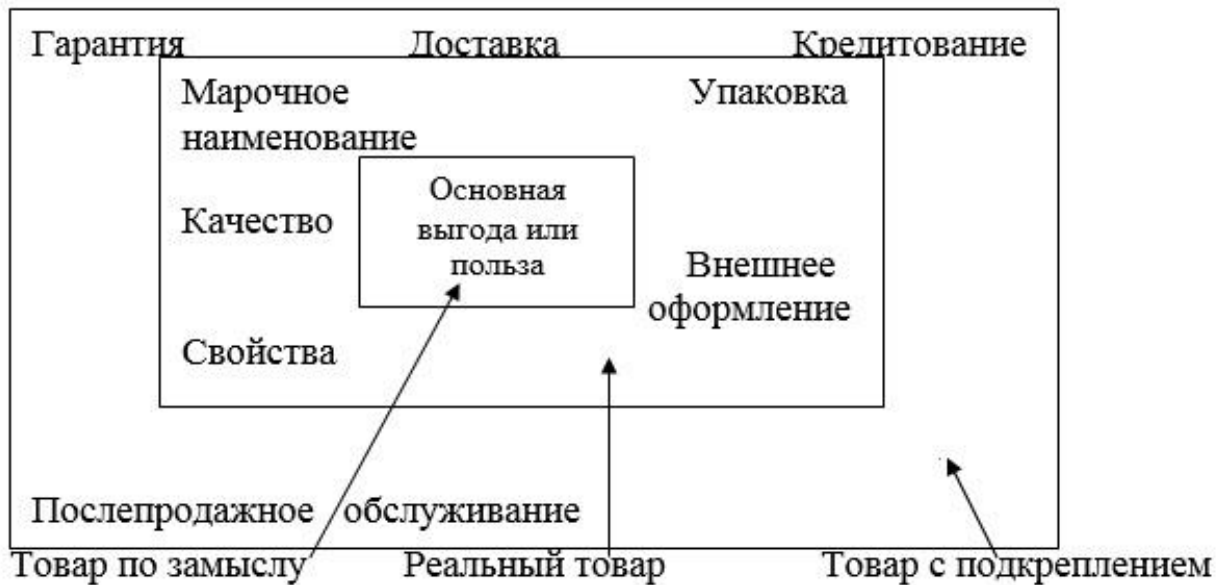 Гарантия Доставка Кредитование
Марочное Упаковка
наименование
Основная
Качество выгода или
польза
Внешнее
оформление
Свойства
Послепродажное обслуживание
Товар по замыслу Реальный товар Товар с подкреплением